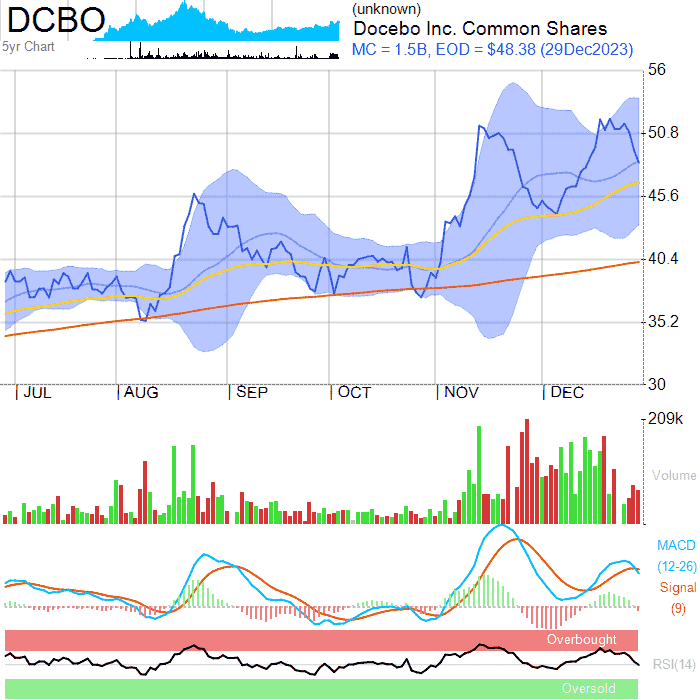 DCBO
5yr Chart
(unknown)
Docebo Inc. Common Shares
MC = 1.5B, EOD = $48.38 (29Dec2023)
56
50.8
45.6
40.4
35.2
30
JUL
AUG
SEP
OCT
NOV
DEC
209k
Volume
MACD
(12-26)
Signal
(9)
Overbought
RSI(14)
Oversold